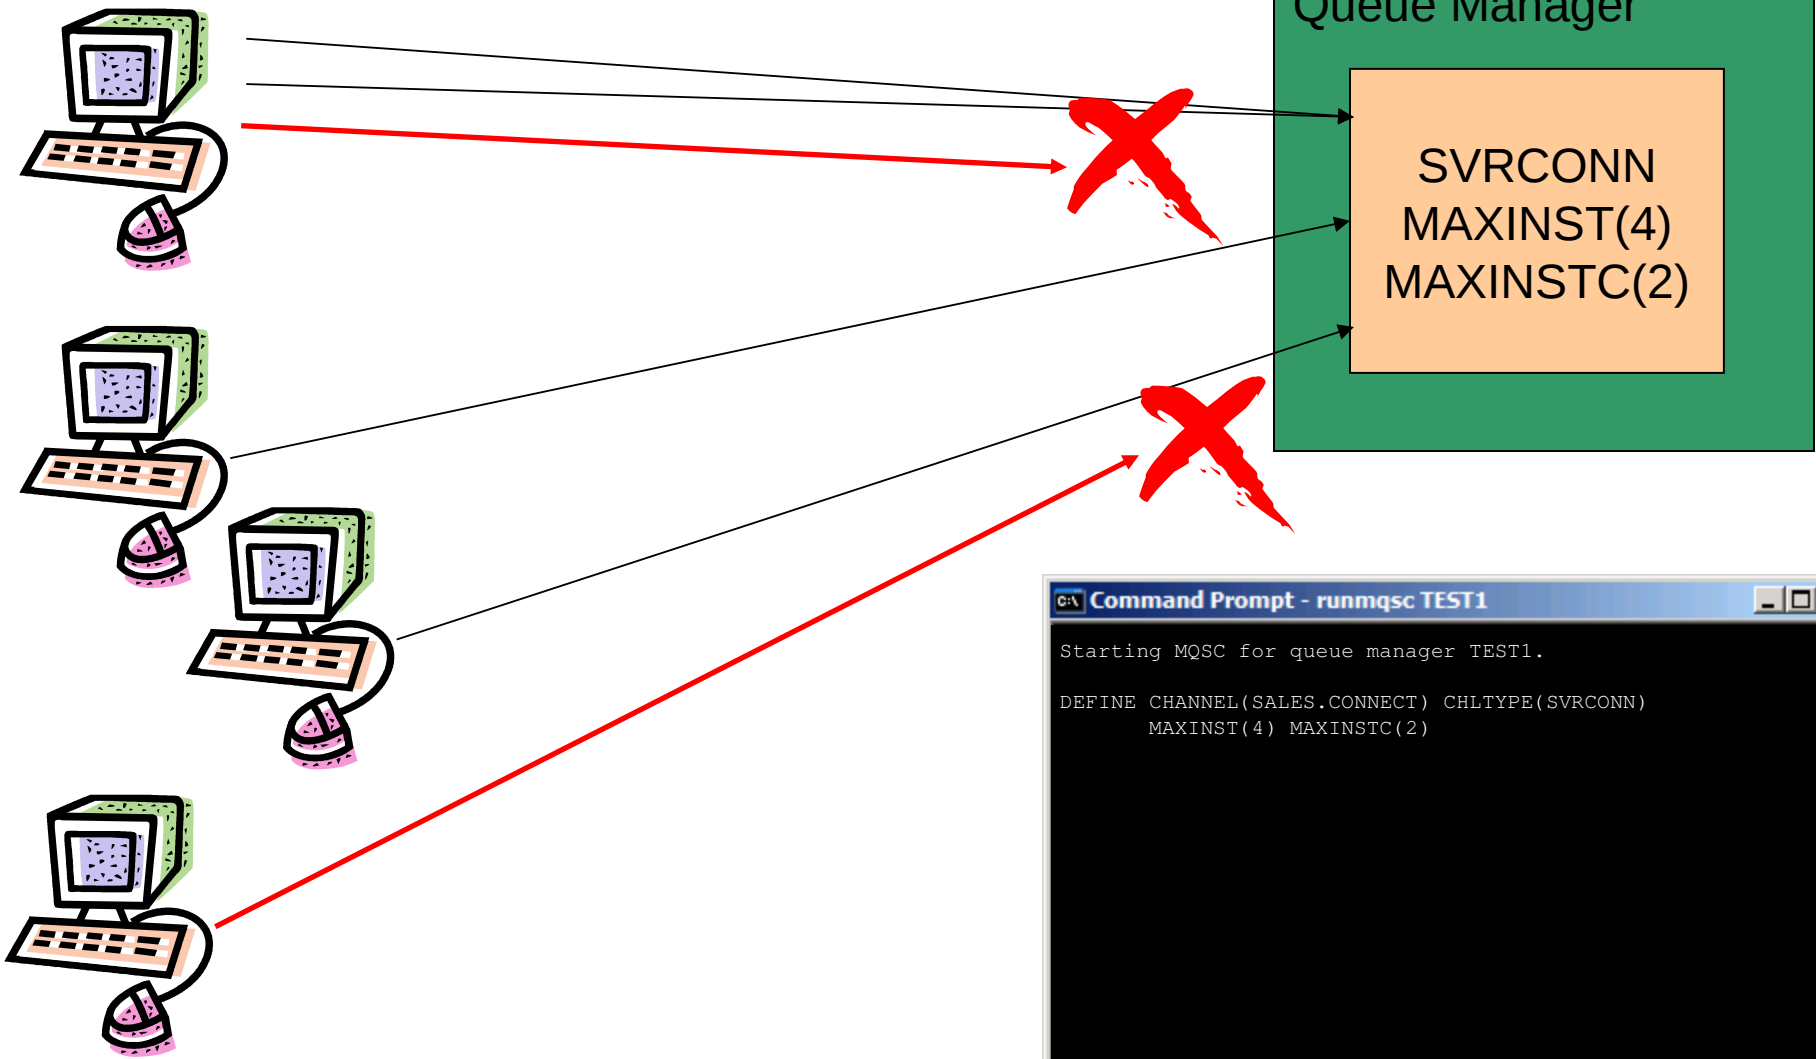 Queue Manager
SVRCONN
MAXINST(4)
MAXINSTC(2)
C:\ Command Prompt - runmqsc TEST1
Starting MQSC for queue manager TEST1.
DEFINE CHANNEL(SALES.CONNECT) CHLTYPE(SVRCONN)
MAXINST(4) MAXINSTC(2)